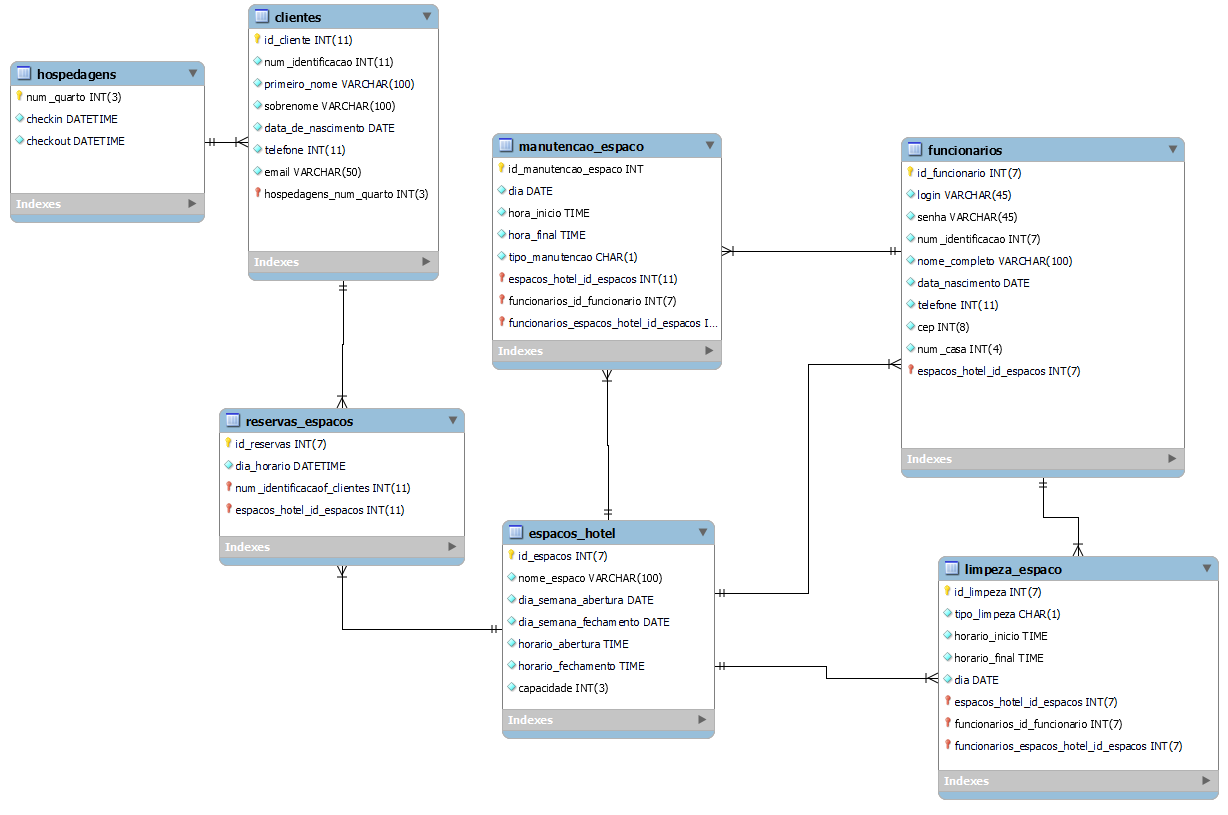 hospedagens
num_quarto INT(3)
checkin DATETIME
checkout DATETIME
Indexes
clientes
id_cliente INT(11)
num_identificacao INT(11)
primeiro_nome VARCHAR(100)
sobrenome VARCHAR(100)
data_de_nascimento DATE
telefone INT(11)
email VARCHAR(50)
hospedagens_num_quarto INT(3)
Indexes
manutencao_espaco
id_manutencao_espaco INT
dia DATE
hora_inicio TIME
hora_final TIME
tipo_manutencao CHAR(1)
espacos_hotel_id_espacos INT(11)
funcionarios_id_funcionario INT(7)
funcionarios_espacos_hotel_id_espacos I...
Indexes
funcionarios
id_funcionario INT(7)
login VARCHAR(45)
senha VARCHAR(45)
num_identificacao INT(7)
nome_completo VARCHAR(100)
data_nascimento DATE
telefone INT(11)
cep INT(8)
num_casa INT(4)
espacos_hotel_id_espacos INT(7)
Indexes
reservas_espacos
id_reservas INT(7)
dia_horario DATETIME
num_identificacaof_clientes INT(11)
espacos_hotel_id_espacos INT(11)
Indexes
espacos_hotel
id_espacos INT(7)
nome_espaco VARCHAR(100)
dia_semana_abertura DATE
dia_semana_fechamento DATE
horario_abertura TIME
horario_fechamento TIME
capacidade INT(3)
Indexes
limpeza_espaco
id_limpeza INT(7)
tipo_limpeza CHAR(1)
horario_inicio TIME
horario_final TIME
dia DATE
espacos_hotel_id_espacos INT(7)
funcionarios_id_funcionario INT(7)
funcionarios_espacos_hotel_id_espacos INT(7)
Indexes